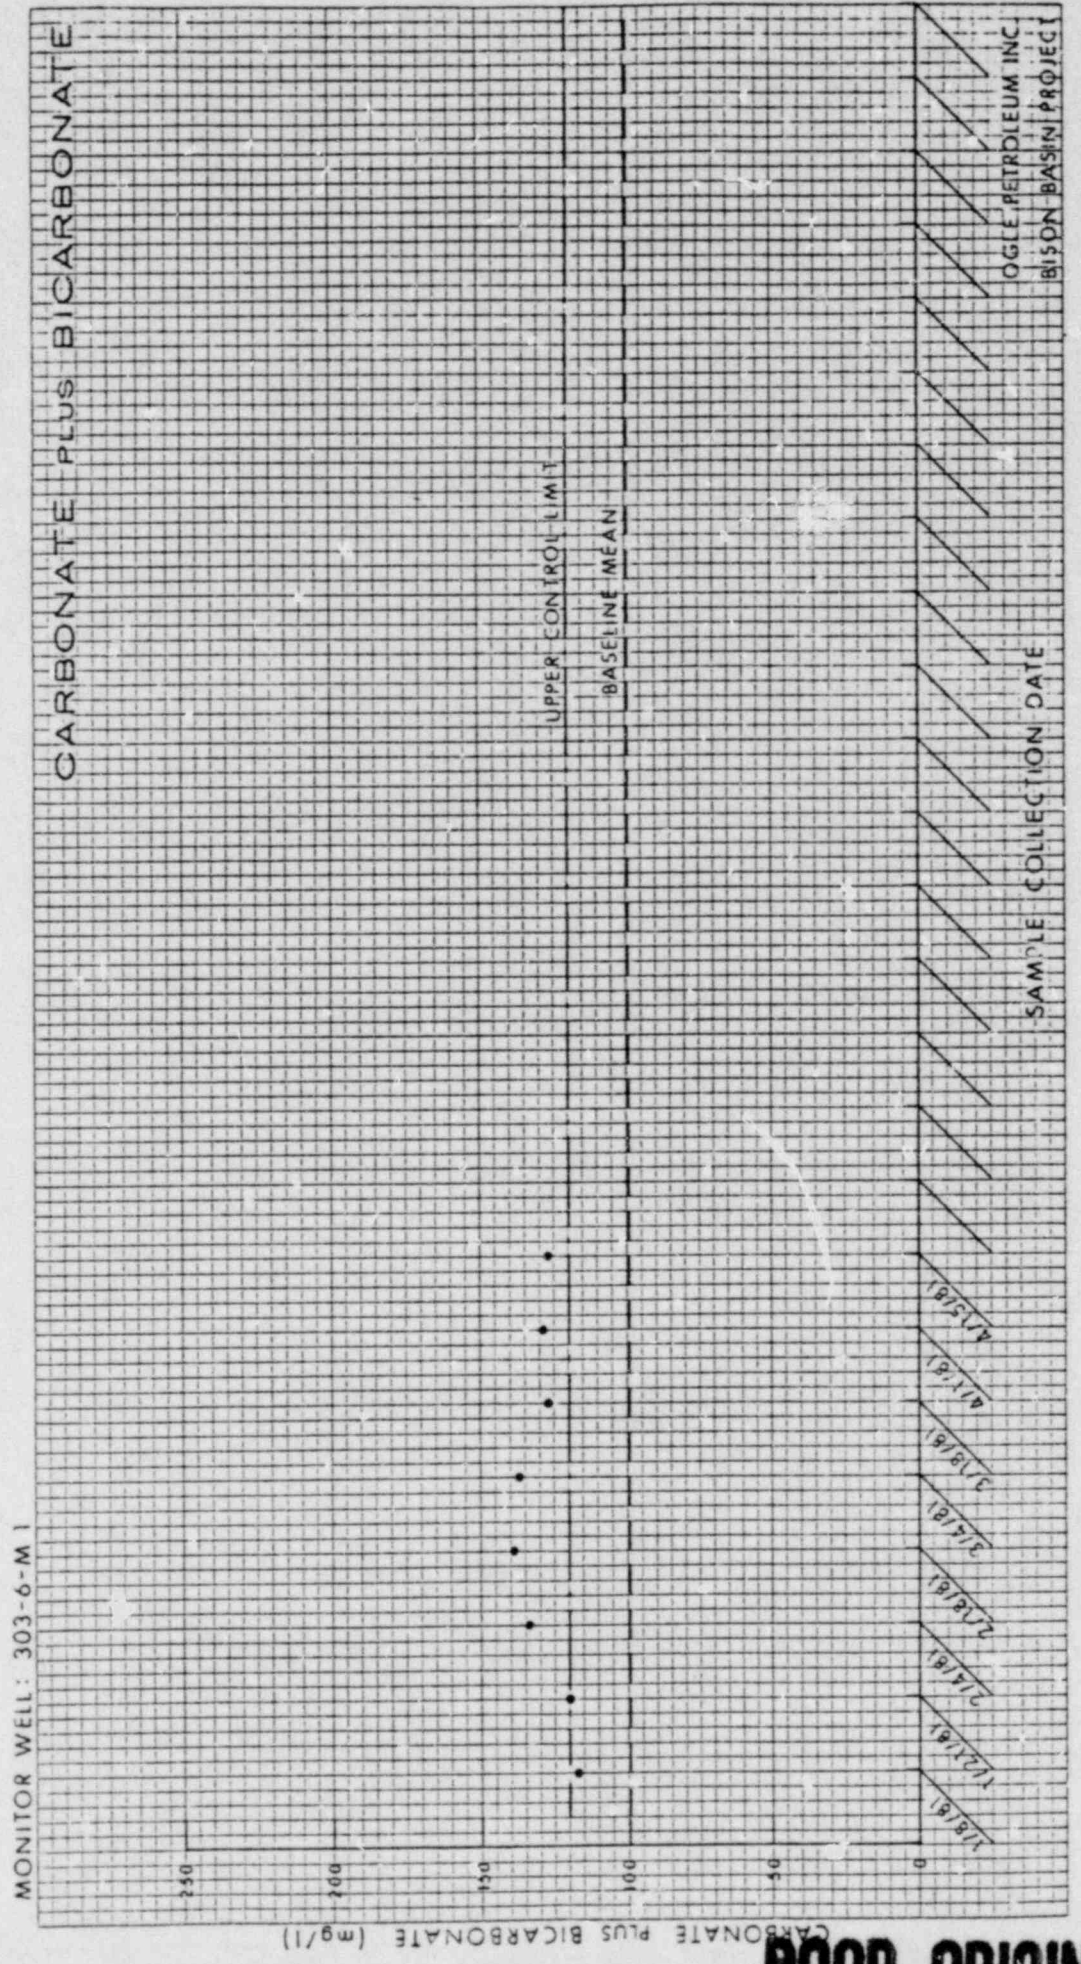 MONITOR WELL: 303-6-M 1
CARBONATE PLUS BICARBONATE
CARBONATE PLUS BICARBONATE (mg/l)
250
200
150
100
50
0
UPPER CONTROL LIMIT
BASELINE MEAN
1/8/81
1/21/81
2/4/81
2/18/81
3/4/81
3/18/81
4/1/81
4/15/81
SAMPLE COLLECTION DATE
OGLE PETROLEUM INC.
BISON BASIN PROJECT